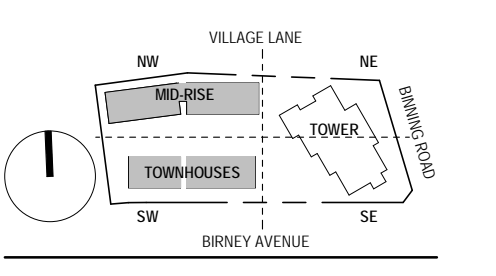 VILLAGE LANE
NW
NE
MID-RISE
BINNING ROAD
TOWER
TOWNHOUSES
SW
SE
BIRNEY AVENUE